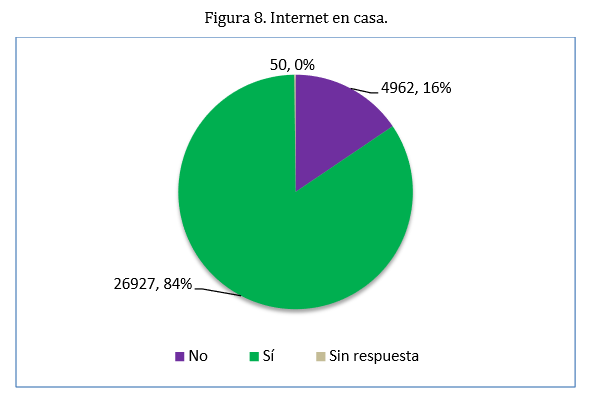 Figura 8. Internet en casa.
50, 0%
4962, 16%
26927, 84%
No
Sí
Sin respuesta